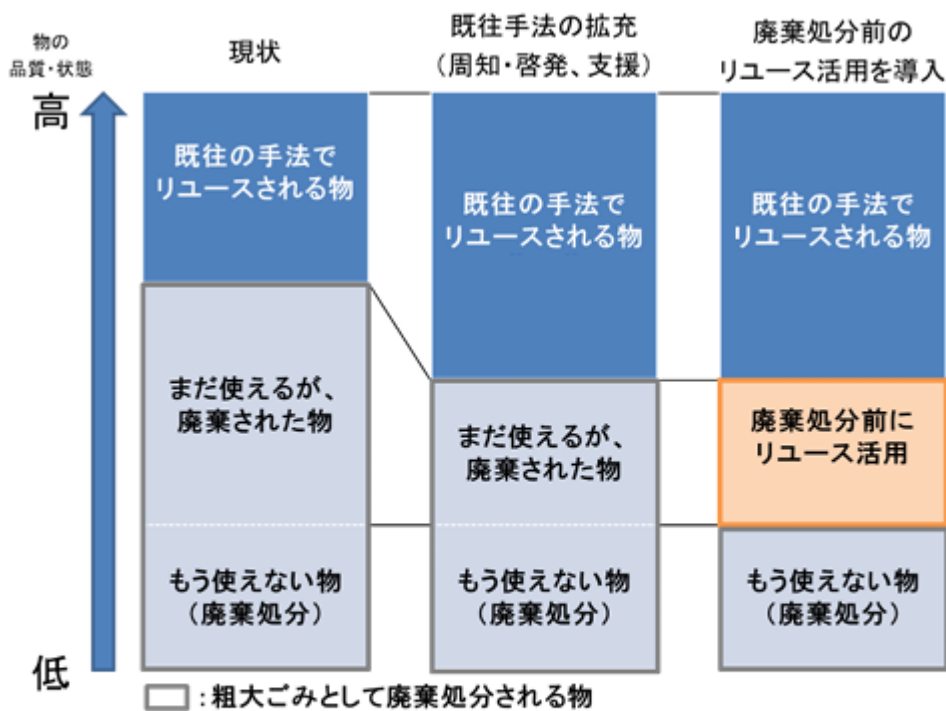 物の
品質・状態
高
低
現状
既往の手法で
リユースされる物
まだ使えるが、
廃棄された物
もう使えない物
（廃棄処分）
既往手法の拡充
（周知・啓発、支援）
既往の手法で
リユースされる物
まだ使えるが、
廃棄された物
もう使えない物
（廃棄処分）
廃棄処分前の
リユース活用を導入
既往の手法で
リユースされる物
廃棄処分前に
リユース活用
もう使えない物
（廃棄処分）
：粗大ごみとして廃棄処分される物